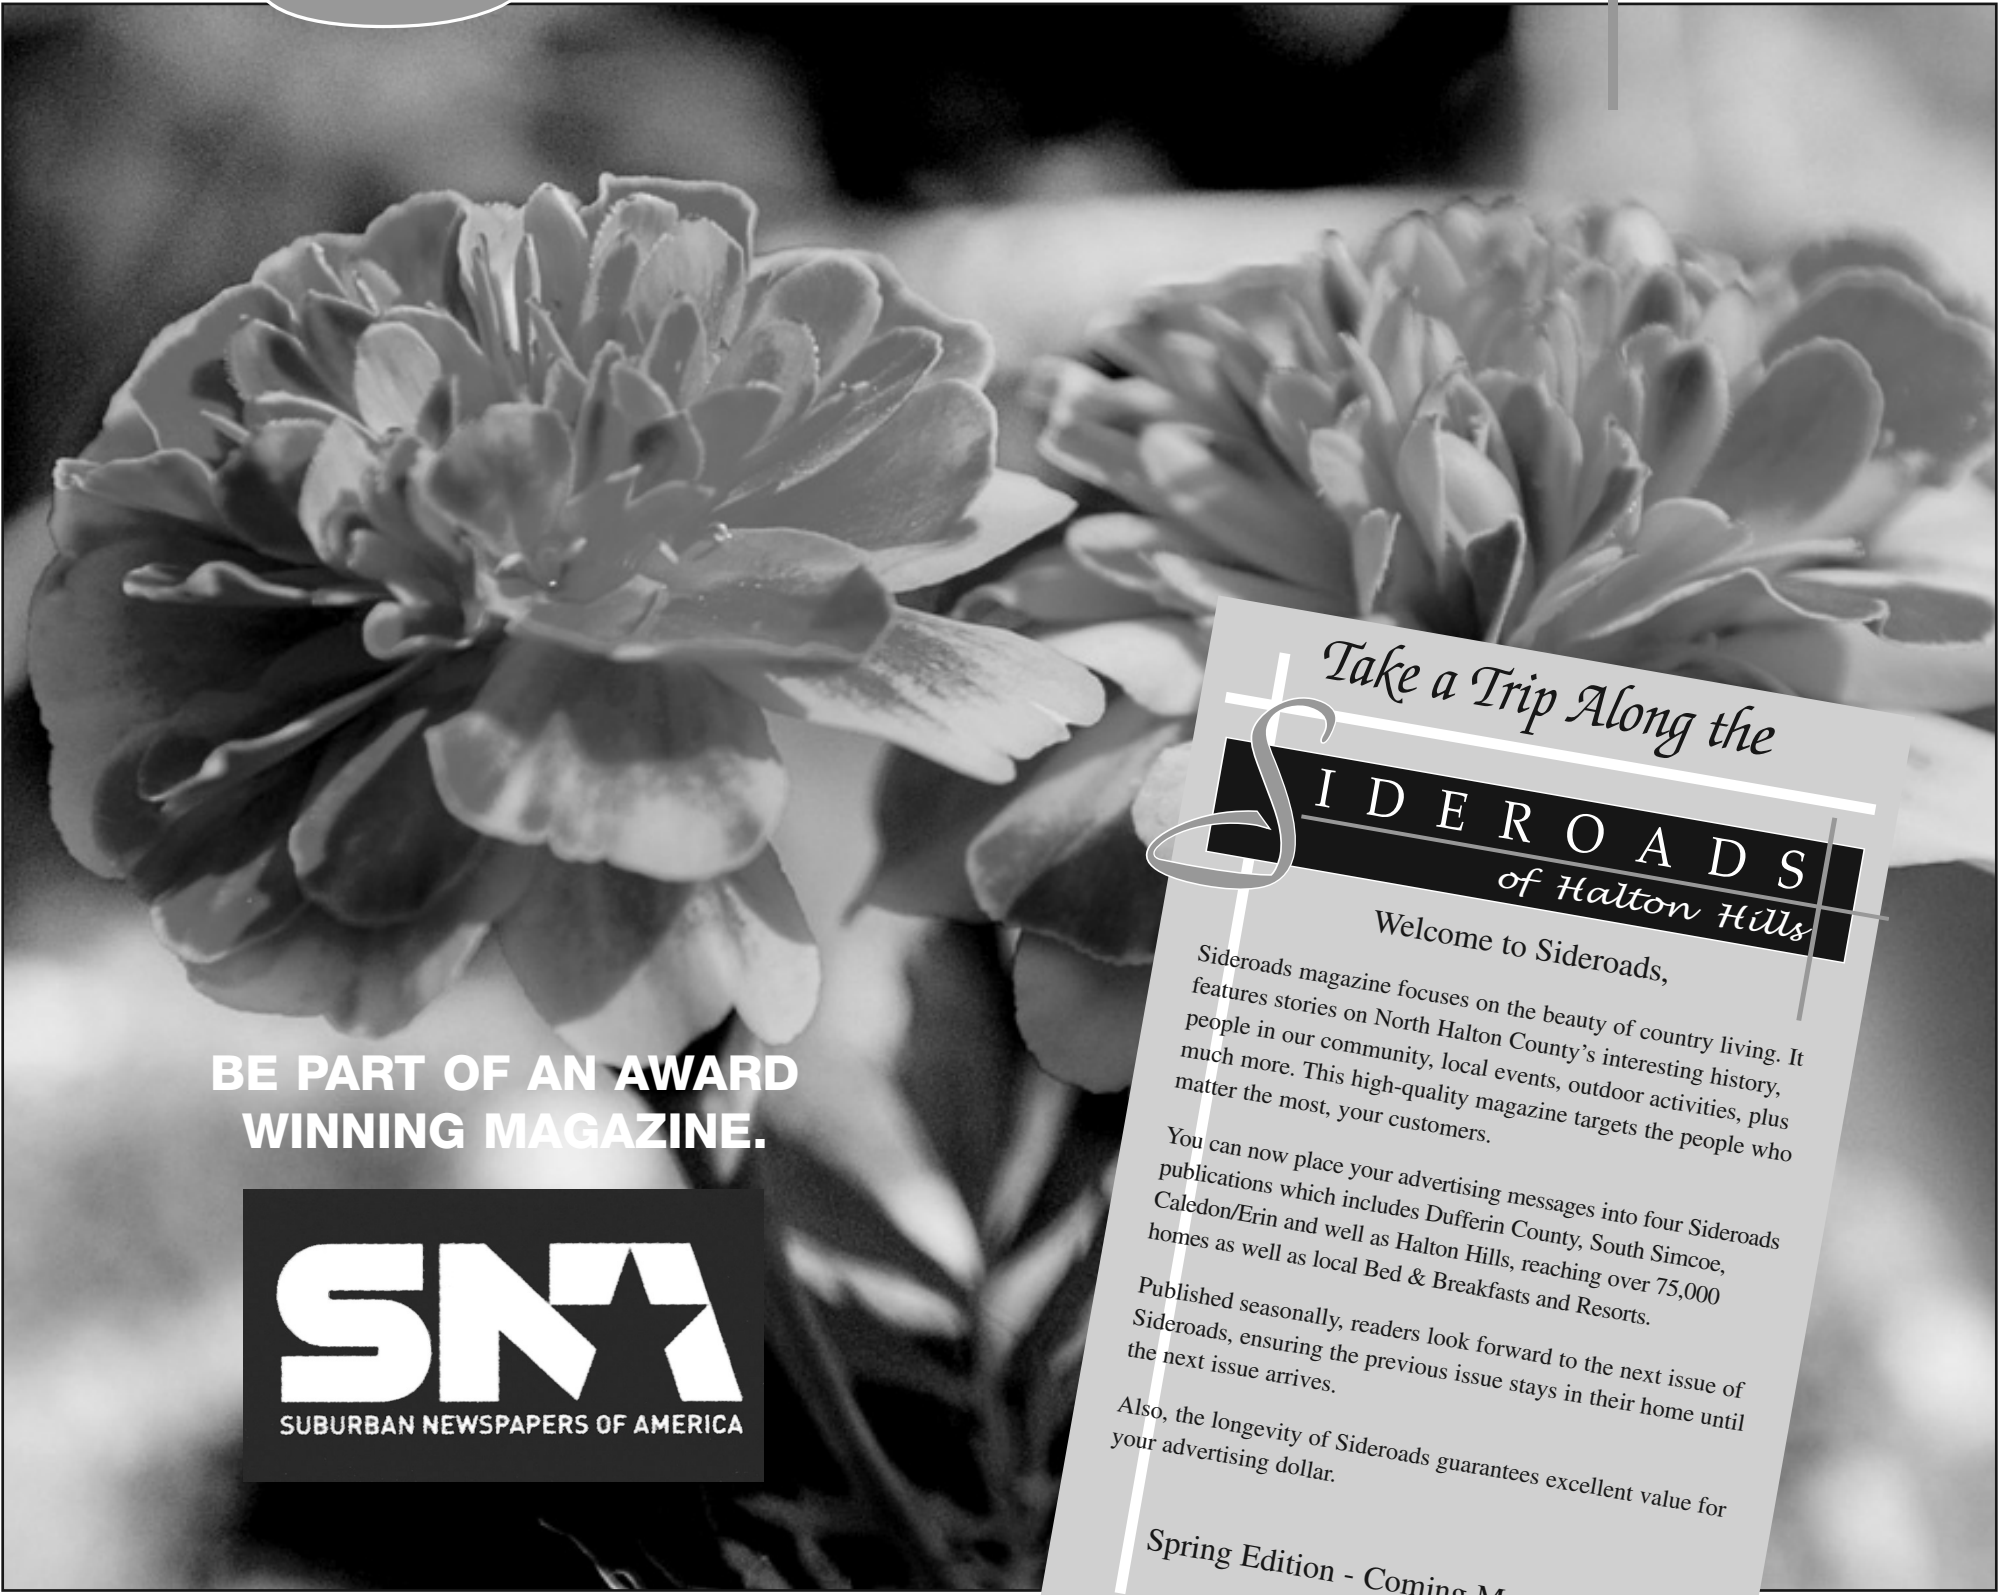 BE PART OF AN AWARD
WINNING MAGAZINE.
SNA
SUBURBAN NEWSPAPERS OF AMERICA
Take a Trip Along the
SIDEROADS
of Halton Hills
Welcome to Sideroads,
Sideroads magazine focuses on the beauty of country living. It
features stories on North Halton County’s interesting history,
people in our community, local events, outdoor activities, plus
much more. This high-quality magazine targets the people who
matter the most, your customers.
You can now place your advertising messages into four Sideroads
publications which includes Dufferin County, South Simcoe,
Caledon/Erin and well as Halton Hills, reaching over 75,000
homes as well as local Bed & Breakfasts and Resorts.
Published seasonally, readers look forward to the next issue of
Sideroads, ensuring the previous issue stays in their home until
the next issue arrives.
Also, the longevity of Sideroads guarantees excellent value for
your advertising dollar.
Spring Edition - Coming